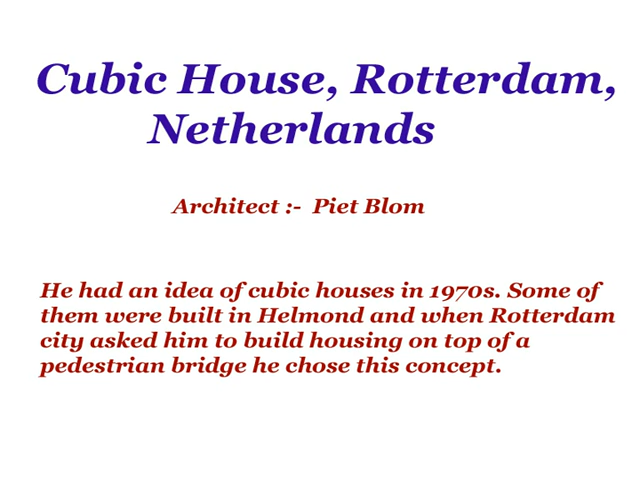 Cubic House, Rotterdam,
Netherlands
Architect :- Piet Blom
He had an idea of cubic houses in 1970s. Some of
them were built in Helmond and when Rotterdam
city asked him to build housing on top of a
pedestrian bridge he chose this concept.